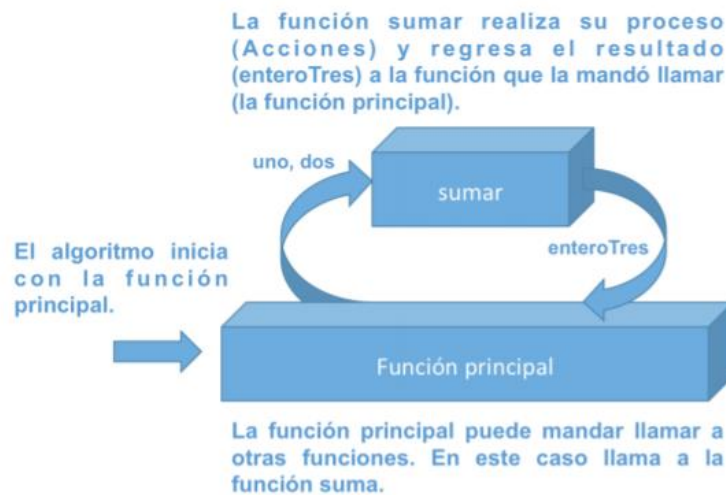 La función sumar realiza su proceso
(Acciones) y regresa el resultado
(enteroTres) a la función que la mandó llamar
(la función principal).
uno, dos
sumar
enteroTres
El algoritmo inicia
con la función
principal.
Función principal
La función principal puede mandar llamar a
otras funciones. En este caso llama a la
función suma.